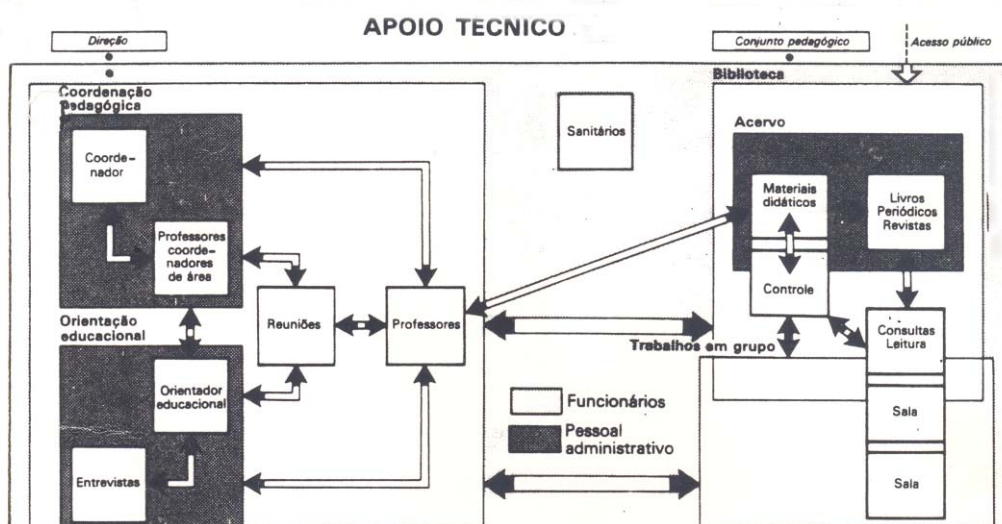 APOIO TECNICO
Direção
Conjunto pedagógico
Acesso público
Coordenação
Pedagógica
Coorde-
nador
Professores
coorde-
nadores
de área
Orientação
educacional
Orientador
educacional
Entrevistas
Reuniões
Professores
Sanitários
Biblioteca
Acervo
Materiais
didáticos
Livros
Periódicos
Revistas
Controle
Consultas
Leitura
Trabalhos em grupo
Sala
Sala
Funcionários
Pessoal
administrativo